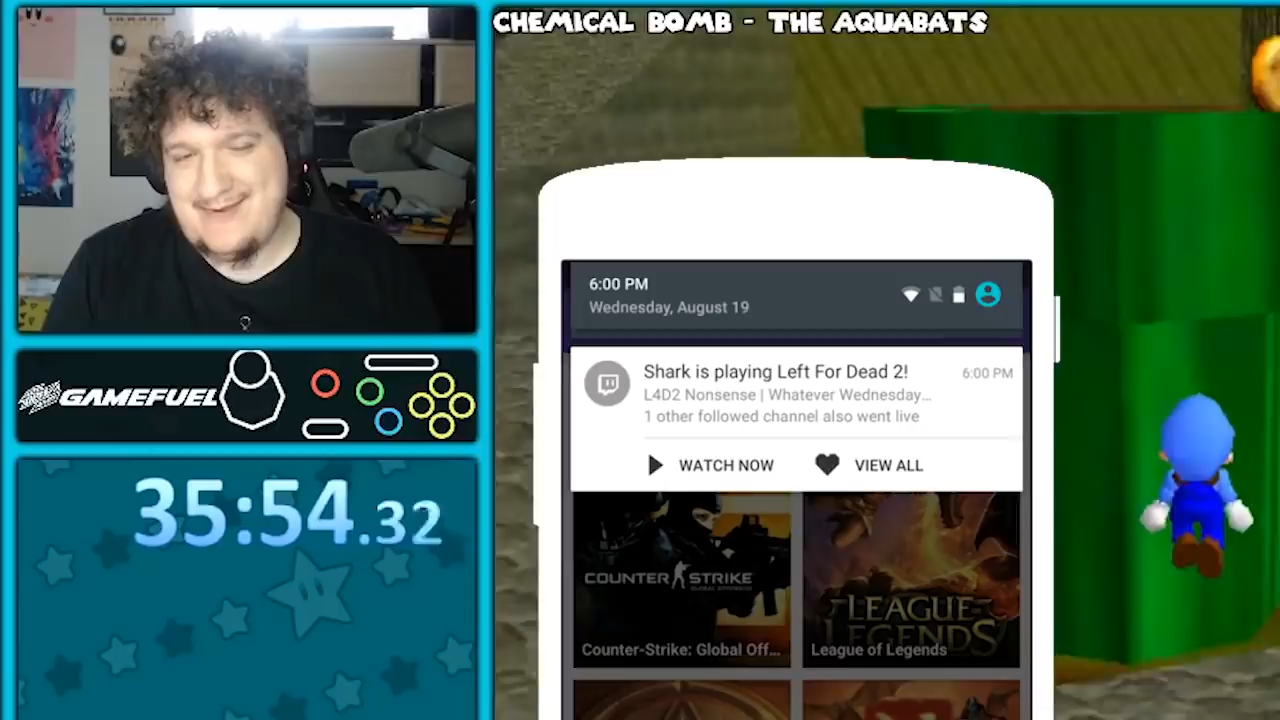 CHEMICAL BOMB - THE AQUABATS
GAMEFUEL
35:54.32
6:00 PM
Wednesday, August 19
Shark is playing Left For Dead 2!
6:00 PM
L4D2 Nonsense | Whatever Wednesday...
1 other followed channel also went live
WATCH NOW
VIEW ALL
COUNTER STRIKE
Counter-Strike: Global Off...
LEAGUE
LEGENDS
League of Legends